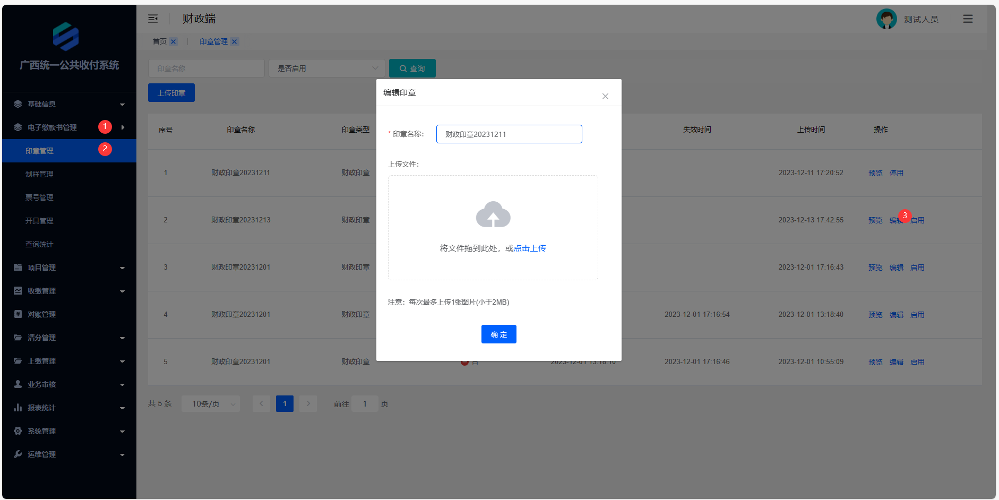 广西统一公共收付系统
基础信息
电子缴款书管理 1
印章管理 2
制样管理
票号管理
开具管理
查询统计
项目管理
收缴管理
对账管理
清分管理
上缴管理
业务审核
报表统计
系统管理
运维管理
财政端
测试人员
首页 印章管理
印章名称 是否启用 查询
上传印章
序号 印章名称 印章类型 失效时间 上传时间 操作
1 财政印章20231211 财政印章 2023-12-11 17:20:52 预览 停用
2 财政印章20231213 财政印章 2023-12-13 17:42:55 预览 编辑 3 启用
3 财政印章20231201 财政印章 2023-12-01 17:16:43 预览 编辑 启用
4 财政印章20231201 财政印章 2023-12-01 17:16:54 2023-12-01 13:18:40 预览 编辑 启用
5 财政印章20231201 财政印章 否 2023-12-01 13:18:10 2023-12-01 17:16:46 2023-12-01 10:55:09 预览 编辑 启用
共 5 条 10条/页 1 前往 1 页
编辑印章
* 印章名称： 财政印章20231211
上传文件：
将文件拖到此处，或点击上传
注意：每次最多上传1张图片(小于2MB)
确 定